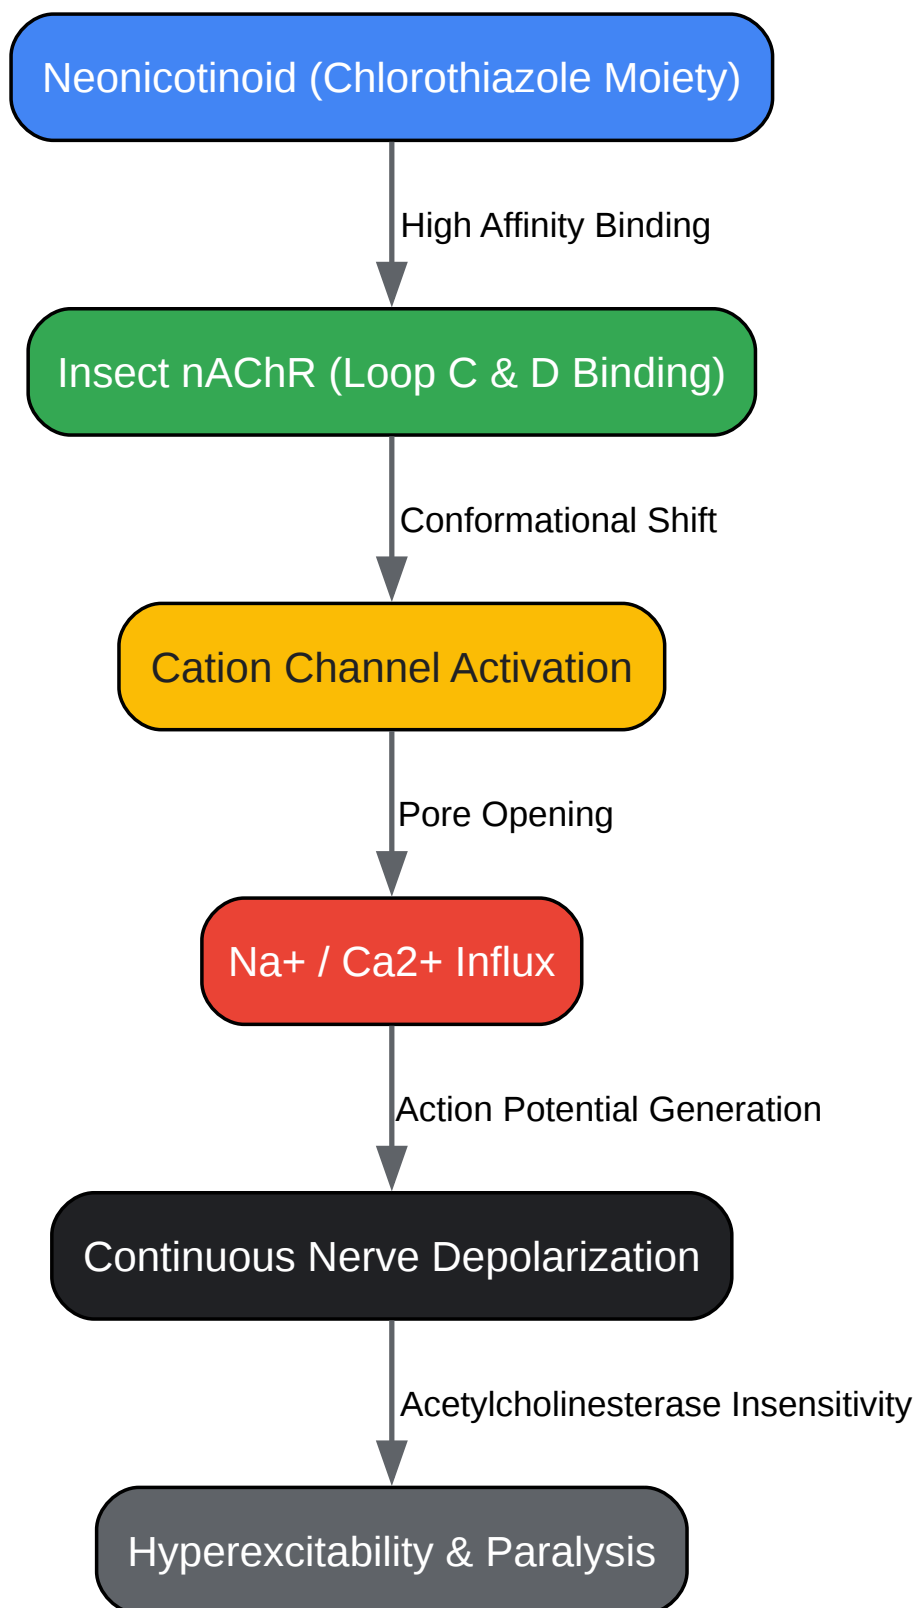 Neonicotinoid (Chlorothiazole Moiety)
High Affinity Binding
Insect nAChR (Loop C & D Binding)
Conformational Shift
Cation Channel Activation
Pore Opening
Na+ / Ca2+ Influx
Action Potential Generation
Continuous Nerve Depolarization
Acetylcholinesterase Insensitivity
Hyperexcitability & Paralysis